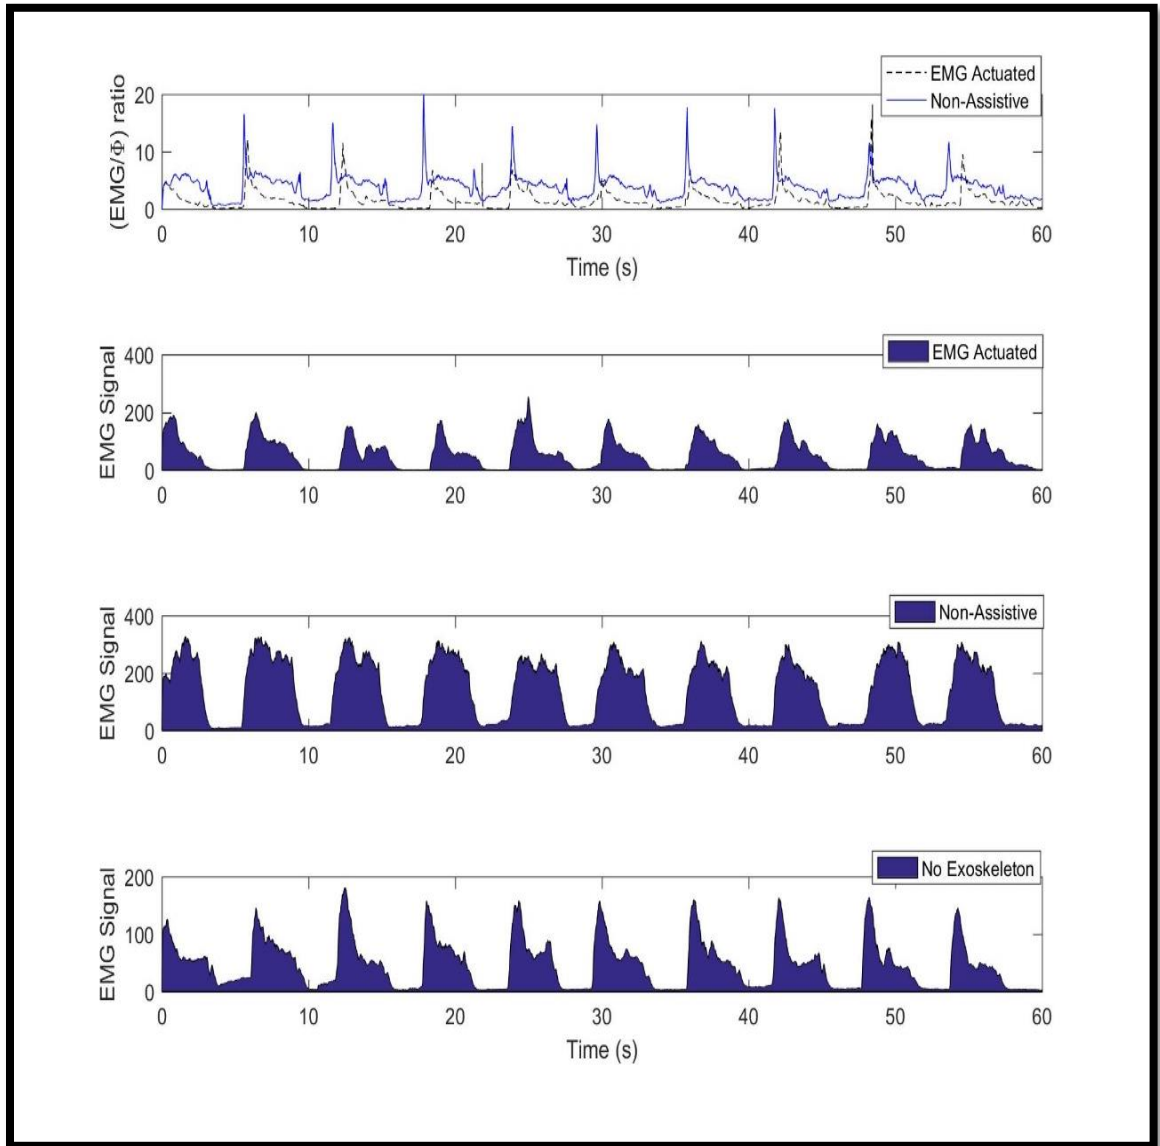 EMG Actuated
Non-Assistive
(EMG/Φ) ratio
20
10
0
0 10 20 30 40 50 60
Time (s)
EMG Actuated
EMG Signal
400
200
0
0 10 20 30 40 50 60
Non-Assistive
EMG Signal
400
200
0
0 10 20 30 40 50 60
No Exoskeleton
EMG Signal
200
100
0
0 10 20 30 40 50 60
Time (s)